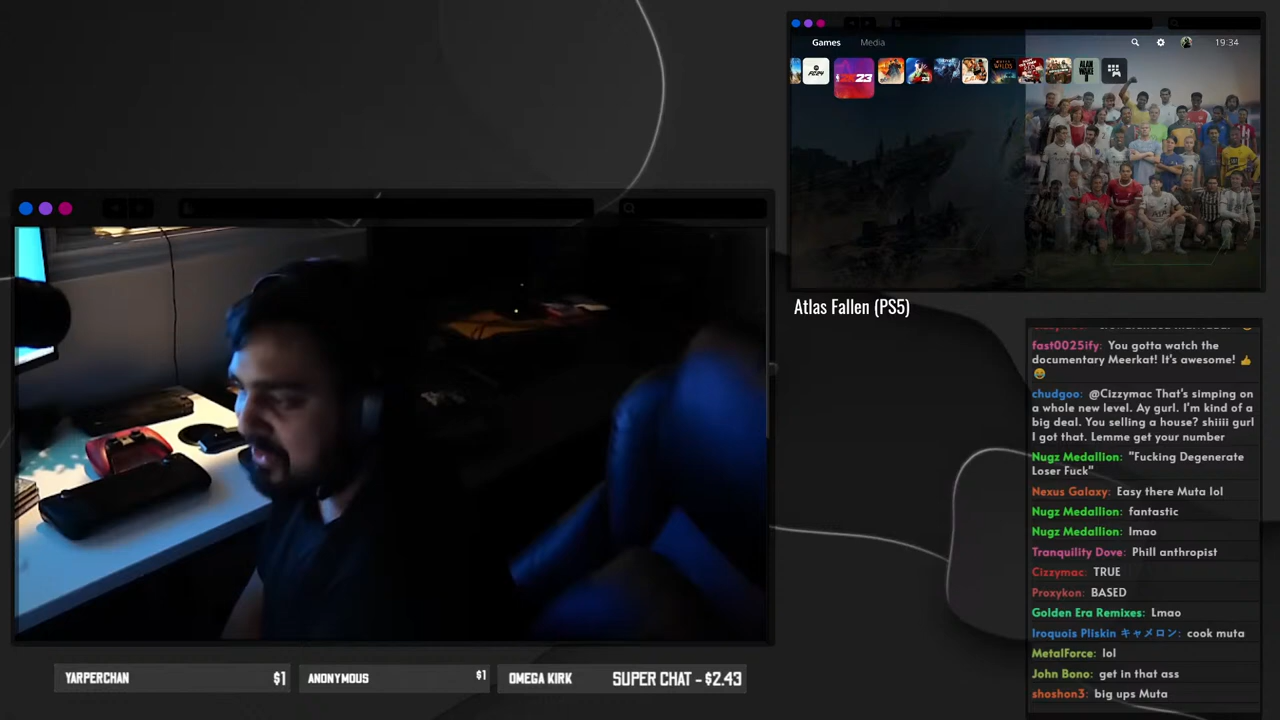 Games
Media
19:34
24
2K23
ALAN
WAKE
Atlas Fallen (PS5)
fast0025ify: You gotta watch the
documentary Meerkat! It's awesome! 👍
😆
chudgoo: @Cizzymac That's simping on
a whole new level. Ay gurl. I'm kind of a
big deal. You selling a house? shiiii gurl
I got that. Lemme get your number
Nugz Medallion: "Fucking Degenerate
Loser Fuck"
Nexus Galaxy: Easy there Muta lol
Nugz Medallion: fantastic
Nugz Medallion: lmao
Tranquility Dove: Phill anthropist
Cizzymac: TRUE
Proxykon: BASED
Golden Era Remixes: Lmao
Iroquois Pliskin キャメロン: cook muta
MetalForce: lol
John Bono: get in that ass
shoshon3: big ups Muta
YARPERCHAN $1
ANONYMOUS $1
OMEGA KIRK SUPER CHAT - $2.43